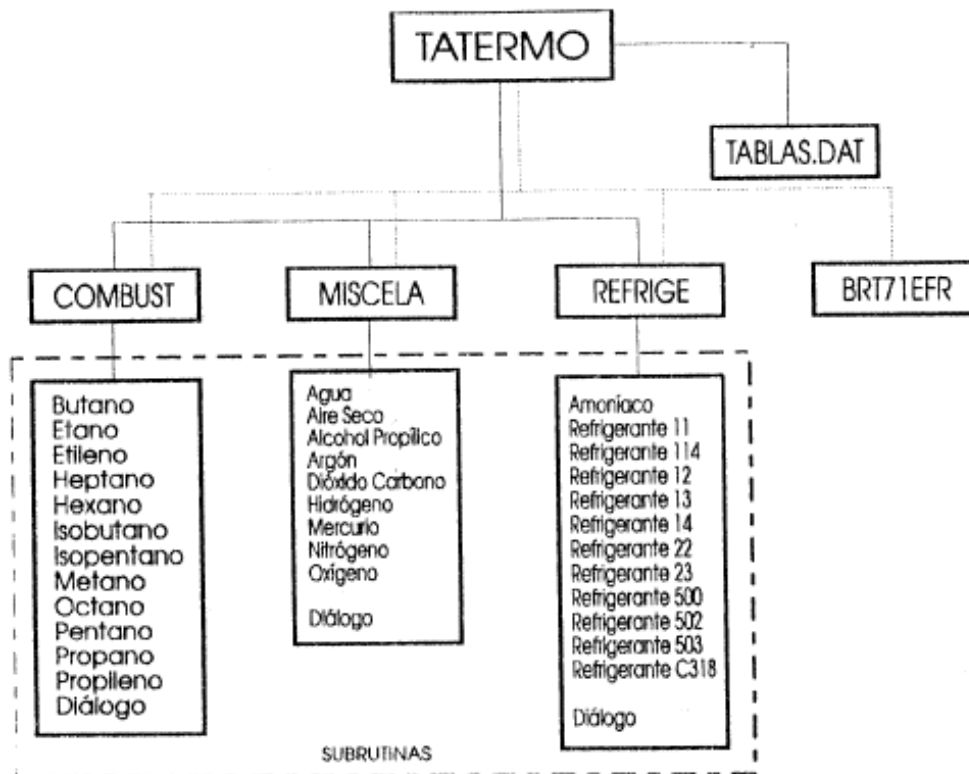 TATERMO
TABLAS.DAT
COMBUST
MISCELA
REFRIGE
BRT71EFR
Butano
Etano
Etileno
Heptano
Hexano
Isobutano
Isopentano
Metano
Octano
Pentano
Propano
Propileno
Diálogo
Agua
Aire Seco
Alcohol Propílico
Argón
Dióxido Carbono
Hidrógeno
Mercurio
Nitrógeno
Oxígeno
Diálogo
Amoníaco
Refrigerante 11
Refrigerante 114
Refrigerante 12
Refrigerante 13
Refrigerante 14
Refrigerante 22
Refrigerante 23
Refrigerante 500
Refrigerante 502
Refrigerante 503
Refrigerante C318
Diálogo
SUBRUTINAS